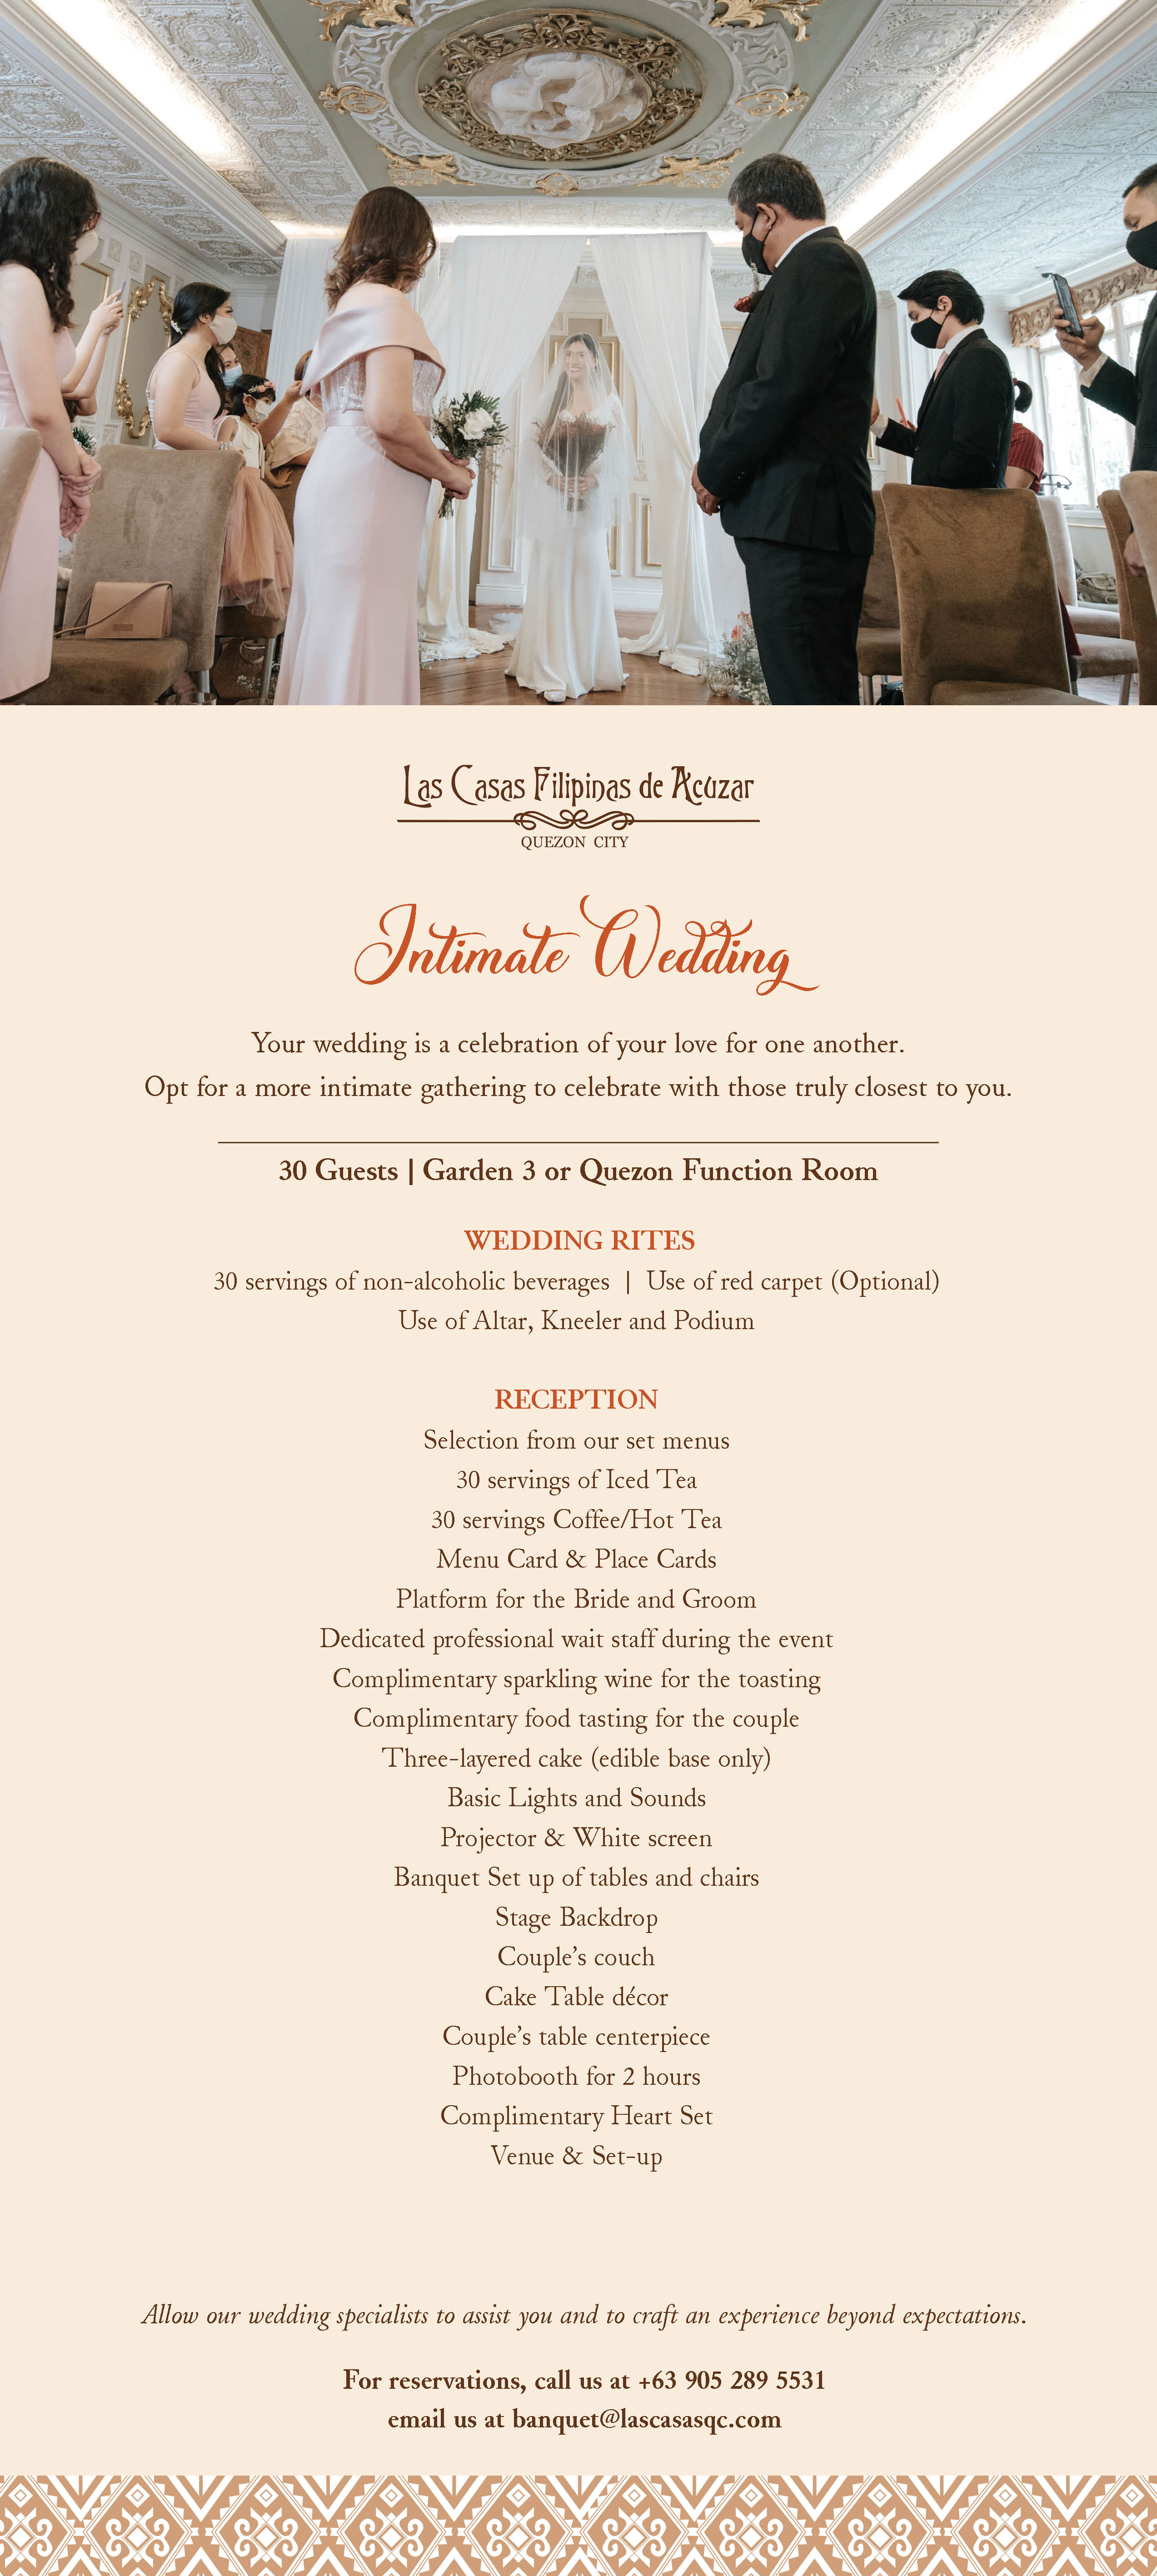 Las Casas Filipinas de Acuzar
QUEZON CITY
Intimate Wedding
Your wedding is a celebration of your love for one another.
Opt for a more intimate gathering to celebrate with those truly closest to you.
30 Guests | Garden 3 or Quezon Function Room
WEDDING RITES
30 servings of non-alcoholic beverages | Use of red carpet (Optional)
Use of Altar, Kneeler and Podium
RECEPTION
Selection from our set menus
30 servings of Iced Tea
30 servings Coffee/Hot Tea
Menu Card & Place Cards
Platform for the Bride and Groom
Dedicated professional wait staff during the event
Complimentary sparkling wine for the toasting
Complimentary food tasting for the couple
Three-layered cake (edible base only)
Basic Lights and Sounds
Projector & White screen
Banquet Set up of tables and chairs
Stage Backdrop
Couple’s couch
Cake Table décor
Couple’s table centerpiece
Photobooth for 2 hours
Complimentary Heart Set
Venue & Set-up
Allow our wedding specialists to assist you and to craft an experience beyond expectations.
For reservations, call us at +63 905 289 5531
email us at banquet@lascasasqc.com